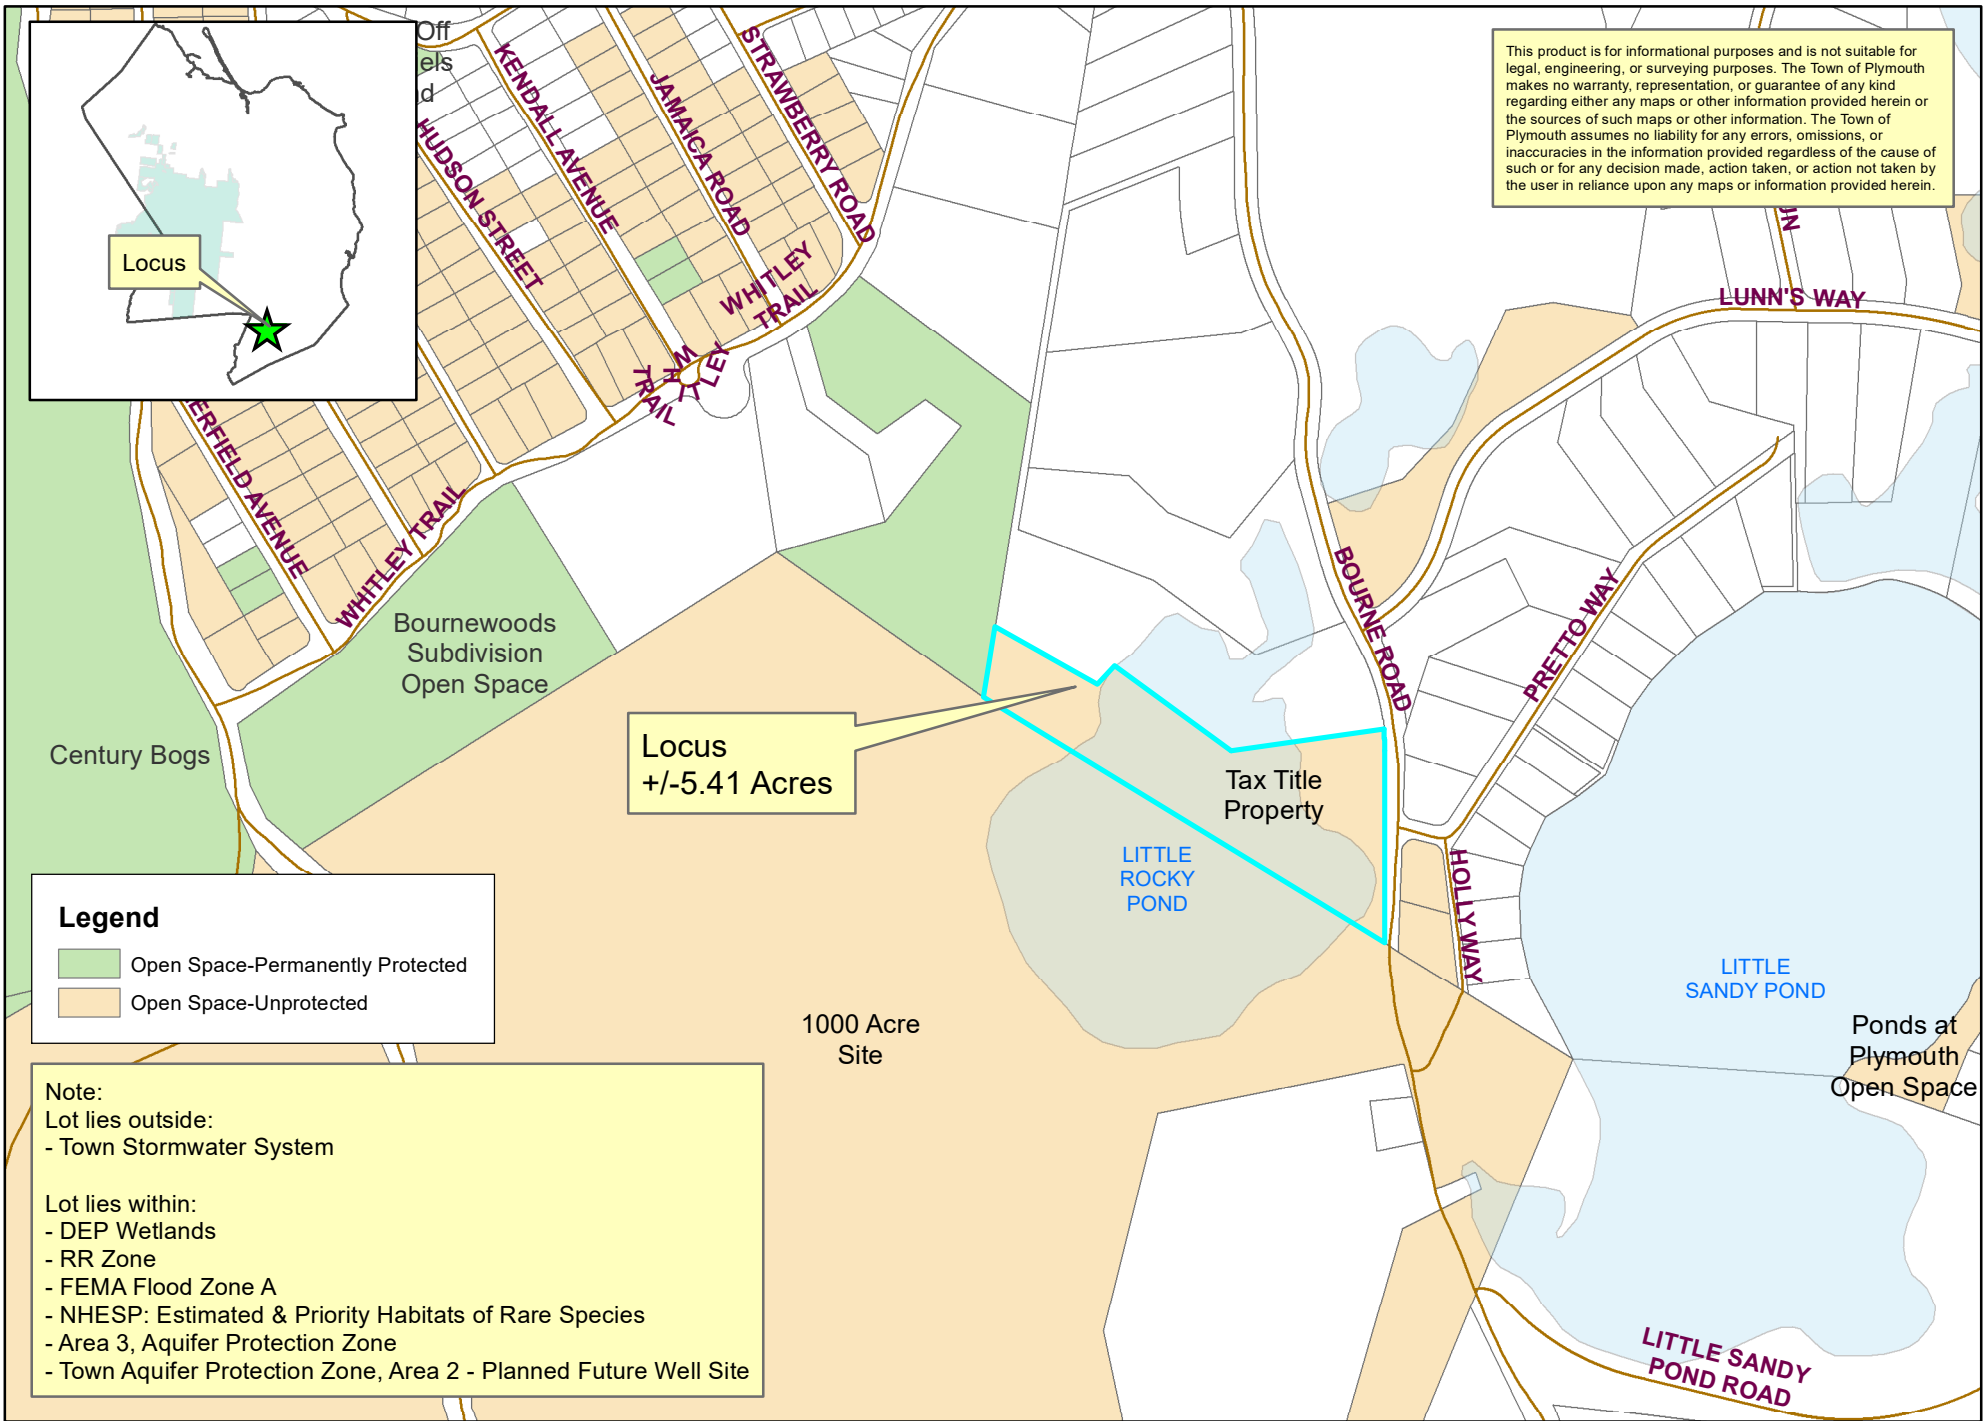 Off
els
d
Locus
This product is for informational purposes and is not suitable for
legal, engineering, or surveying purposes. The Town of Plymouth
makes no warranty, representation, or guarantee of any kind
regarding either any maps or other information provided herein or
the sources of such maps or other information. The Town of
Plymouth assumes no liability for any errors, omissions, or
inaccuracies in the information provided regardless of the cause of
such or for any decision made, action taken, or action not taken by
the user in reliance upon any maps or information provided herein.
KENDALL AVENUE
JAMAICA ROAD
STRAWBERRY ROAD
HUDSON STREET
WHITLEY
TRAIL
WHITLEY
TRAIL
UN
LUNN'S WAY
ERFIELD AVENUE
WHITLEY TRAIL
BOURNE ROAD
PRETTO WAY
Bournewoods
Subdivision
Open Space
Century Bogs
Locus
+/-5.41 Acres
Tax Title
Property
LITTLE
ROCKY
POND
HOLLY WAY
LITTLE
SANDY POND
Legend
Open Space-Permanently Protected
Open Space-Unprotected
1000 Acre
Site
Ponds at
Plymouth
Open Space
Note:
Lot lies outside:
- Town Stormwater System
Lot lies within:
- DEP Wetlands
- RR Zone
- FEMA Flood Zone A
- NHESP: Estimated & Priority Habitats of Rare Species
- Area 3, Aquifer Protection Zone
- Town Aquifer Protection Zone, Area 2 - Planned Future Well Site
LITTLE SANDY
POND ROAD